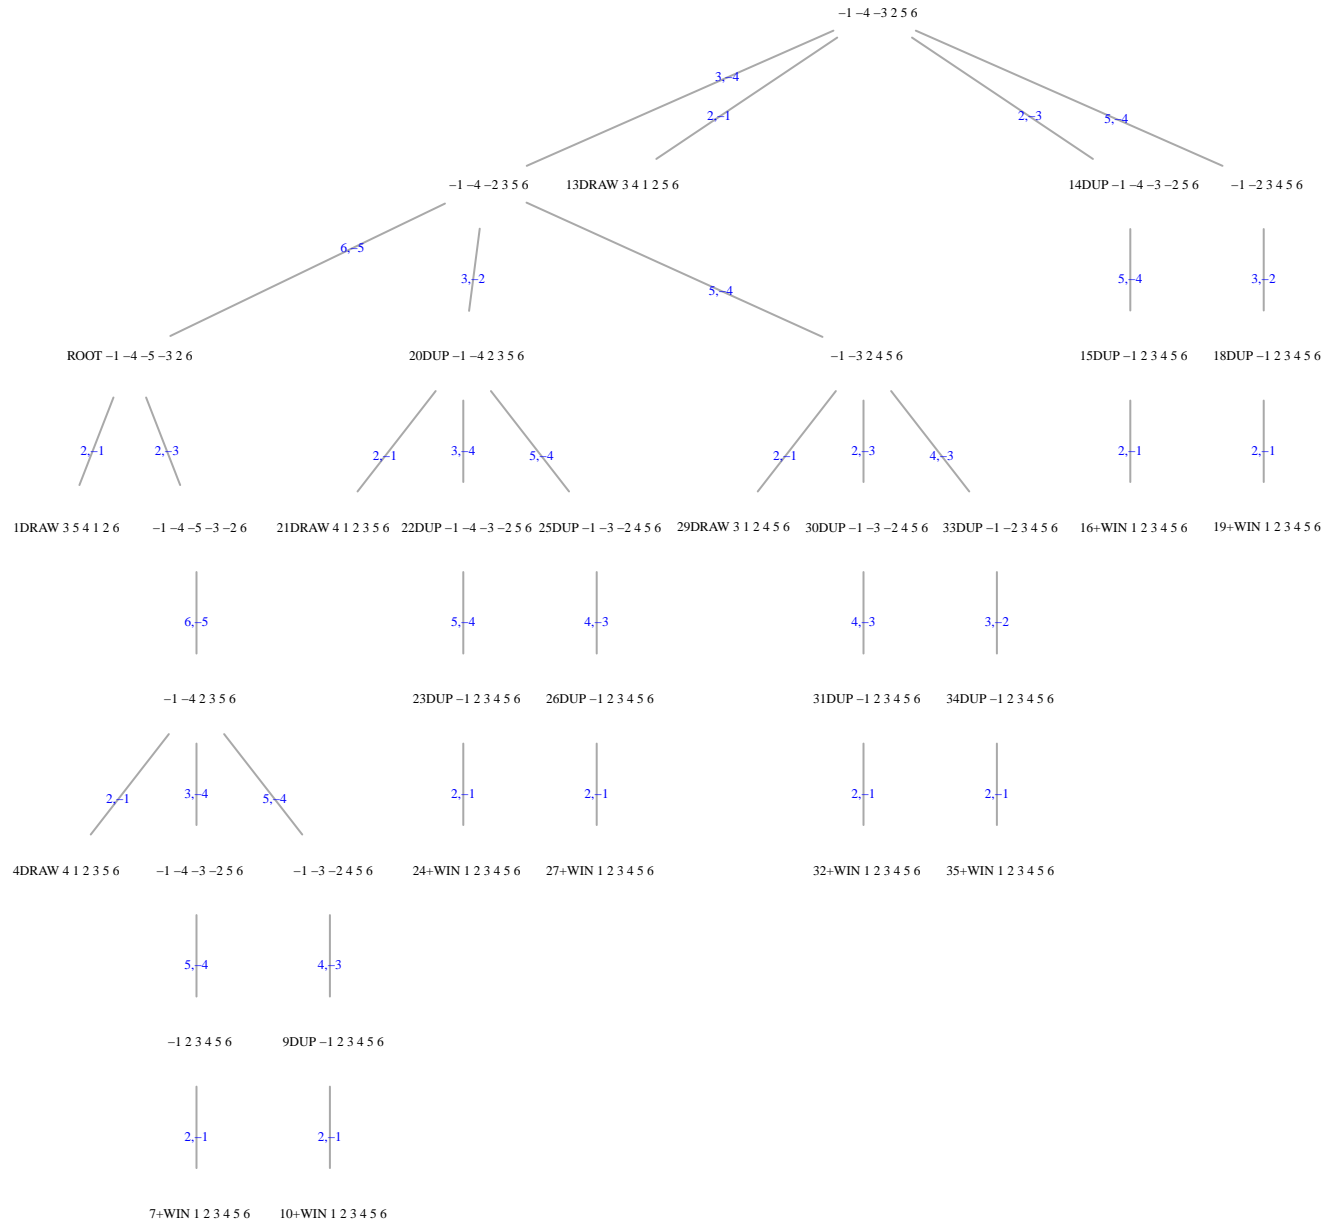 −1 −4 −3 2 5 6
3,−4
2,−1
2,−3
5,−4
−1 −4 −2 3 5 6
13DRAW 3 4 1 2 5 6
14DUP −1 −4 −3 −2 5 6
−1 −2 3 4 5 6
6,−5
3,−2
5,−4
5,−4
3,−2
ROOT −1 −4 −5 −3 2 6
20DUP −1 −4 2 3 5 6
−1 −3 2 4 5 6
15DUP −1 2 3 4 5 6
18DUP −1 2 3 4 5 6
2,−1
2,−3
2,−1
3,−4
5,−4
2,−1
2,−3
4,−3
2,−1
2,−1
1DRAW 3 5 4 1 2 6
−1 −4 −5 −3 −2 6
21DRAW 4 1 2 3 5 6
22DUP −1 −4 −3 −2 5 6
25DUP −1 −3 −2 4 5 6
29DRAW 3 1 2 4 5 6
30DUP −1 −3 −2 4 5 6
33DUP −1 −2 3 4 5 6
16+WIN 1 2 3 4 5 6
19+WIN 1 2 3 4 5 6
6,−5
5,−4
4,−3
4,−3
3,−2
−1 −4 2 3 5 6
23DUP −1 2 3 4 5 6
26DUP −1 2 3 4 5 6
31DUP −1 2 3 4 5 6
34DUP −1 2 3 4 5 6
2,−1
3,−4
5,−4
2,−1
2,−1
2,−1
2,−1
4DRAW 4 1 2 3 5 6
−1 −4 −3 −2 5 6
−1 −3 −2 4 5 6
24+WIN 1 2 3 4 5 6
27+WIN 1 2 3 4 5 6
32+WIN 1 2 3 4 5 6
35+WIN 1 2 3 4 5 6
5,−4
4,−3
−1 2 3 4 5 6
9DUP −1 2 3 4 5 6
2,−1
2,−1
7+WIN 1 2 3 4 5 6
10+WIN 1 2 3 4 5 6